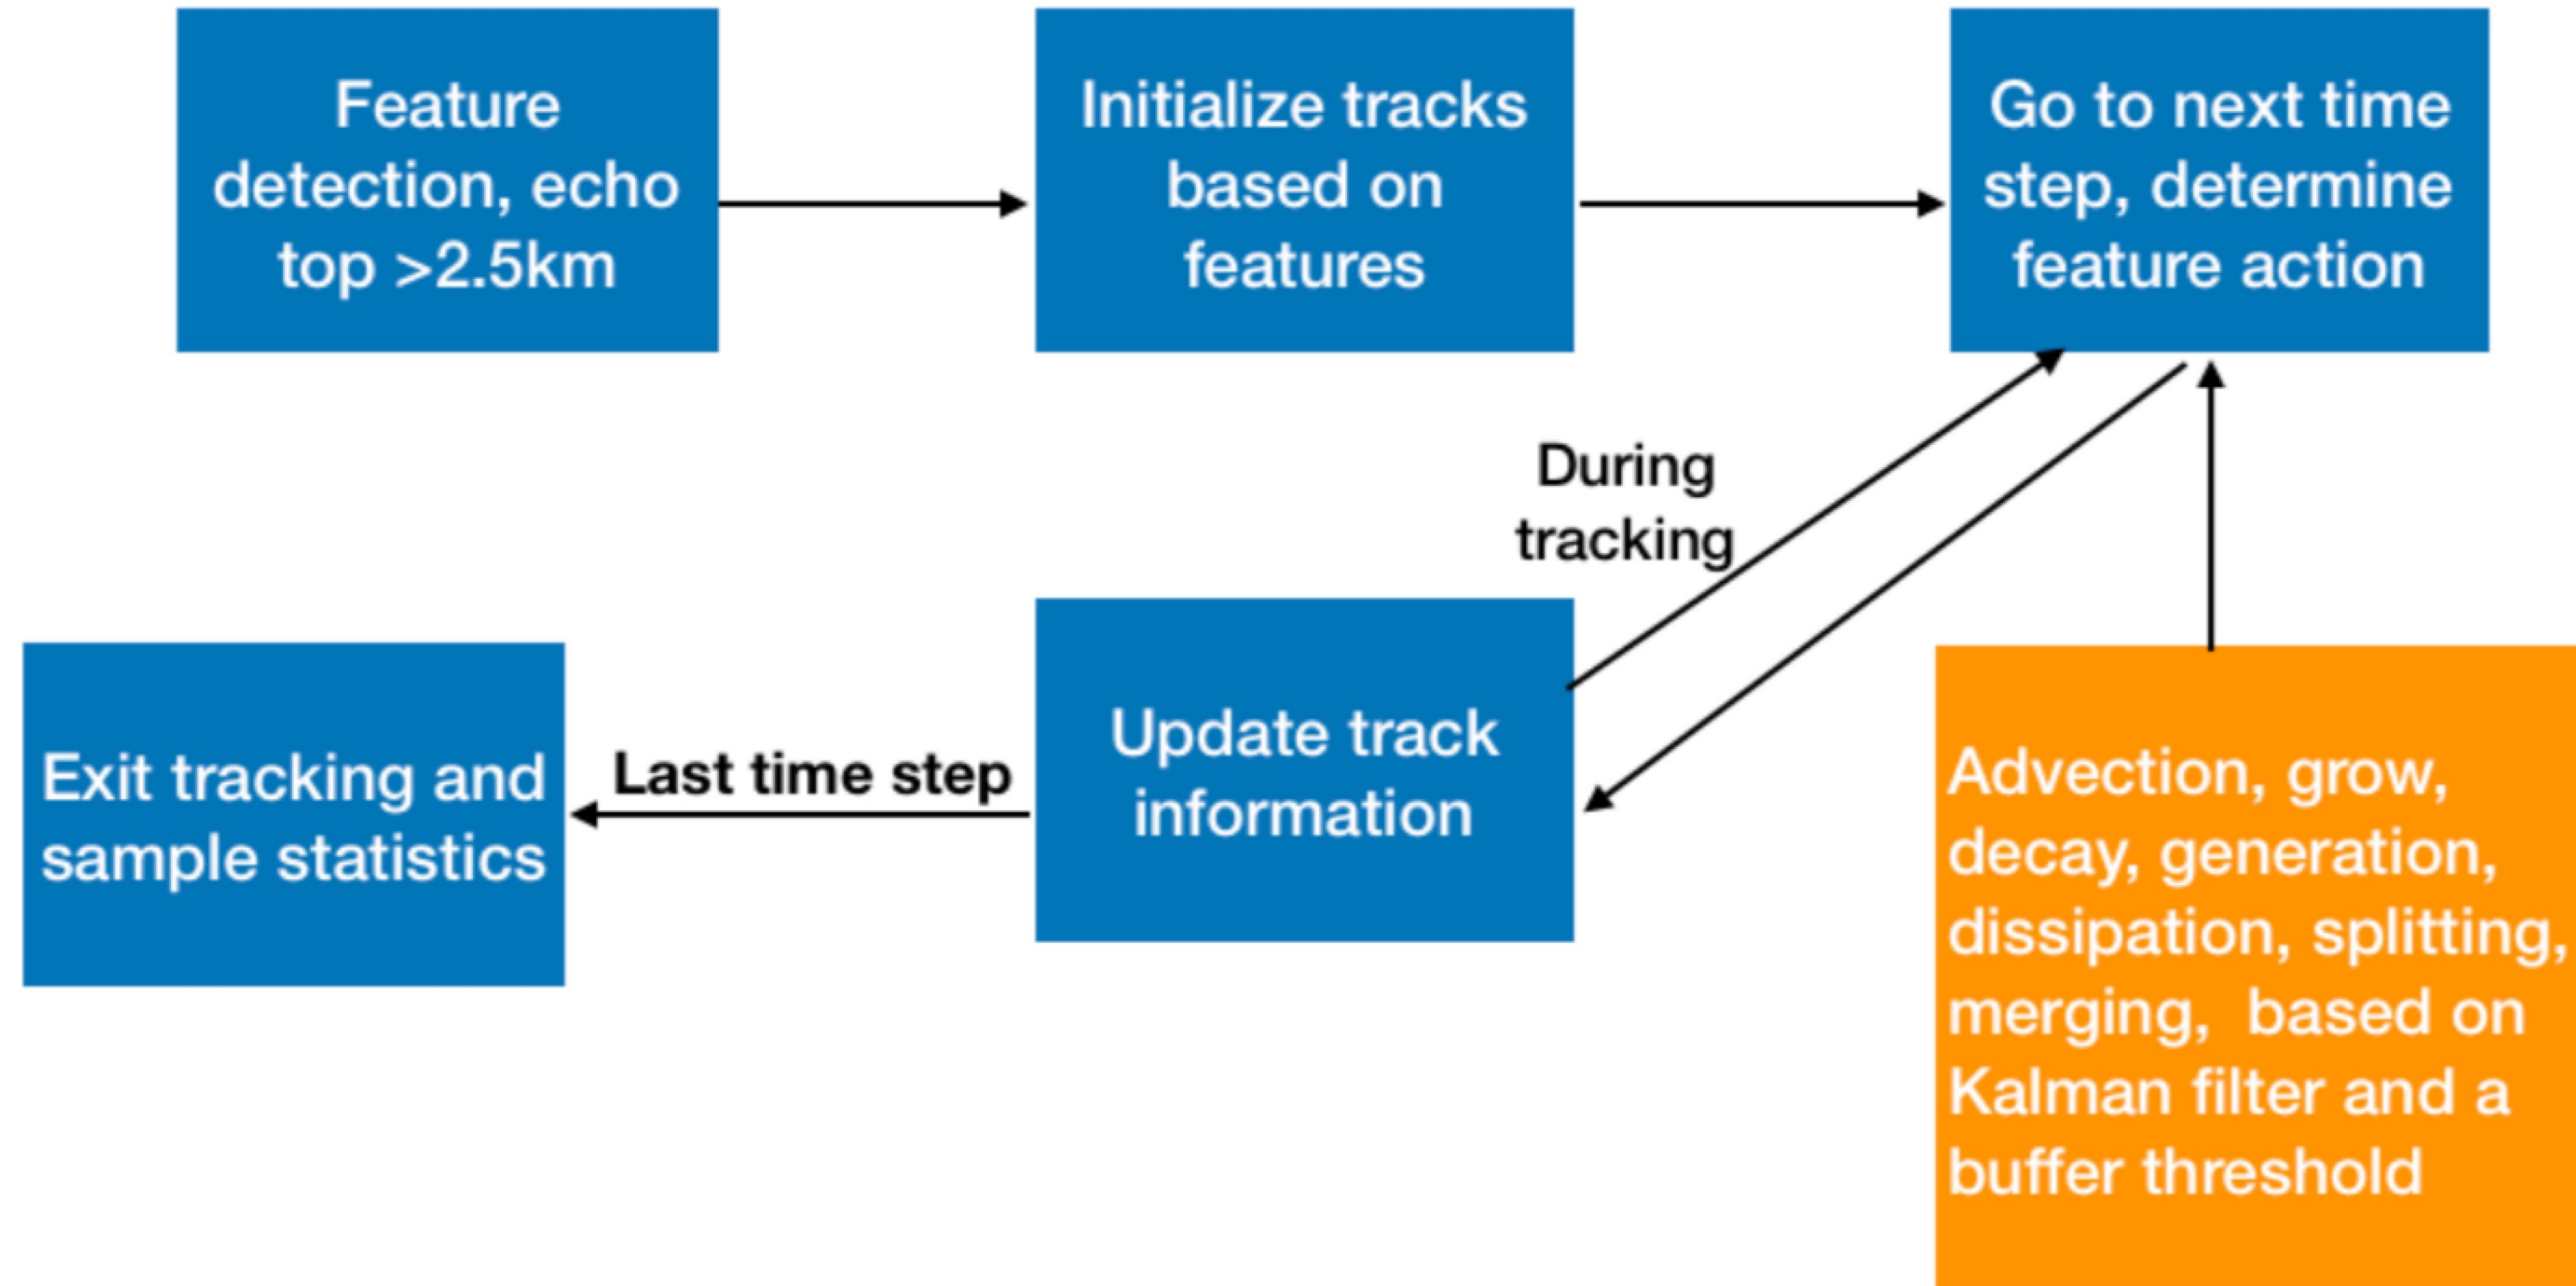 Feature
detection, echo
top >2.5km
Initialize tracks
based on
features
Go to next time
step, determine
feature action
During
tracking
Exit tracking and
sample statistics
Last time step
Update track
information
Advection, grow,
decay, generation,
dissipation, splitting,
merging,  based on
Kalman filter and a
buffer threshold